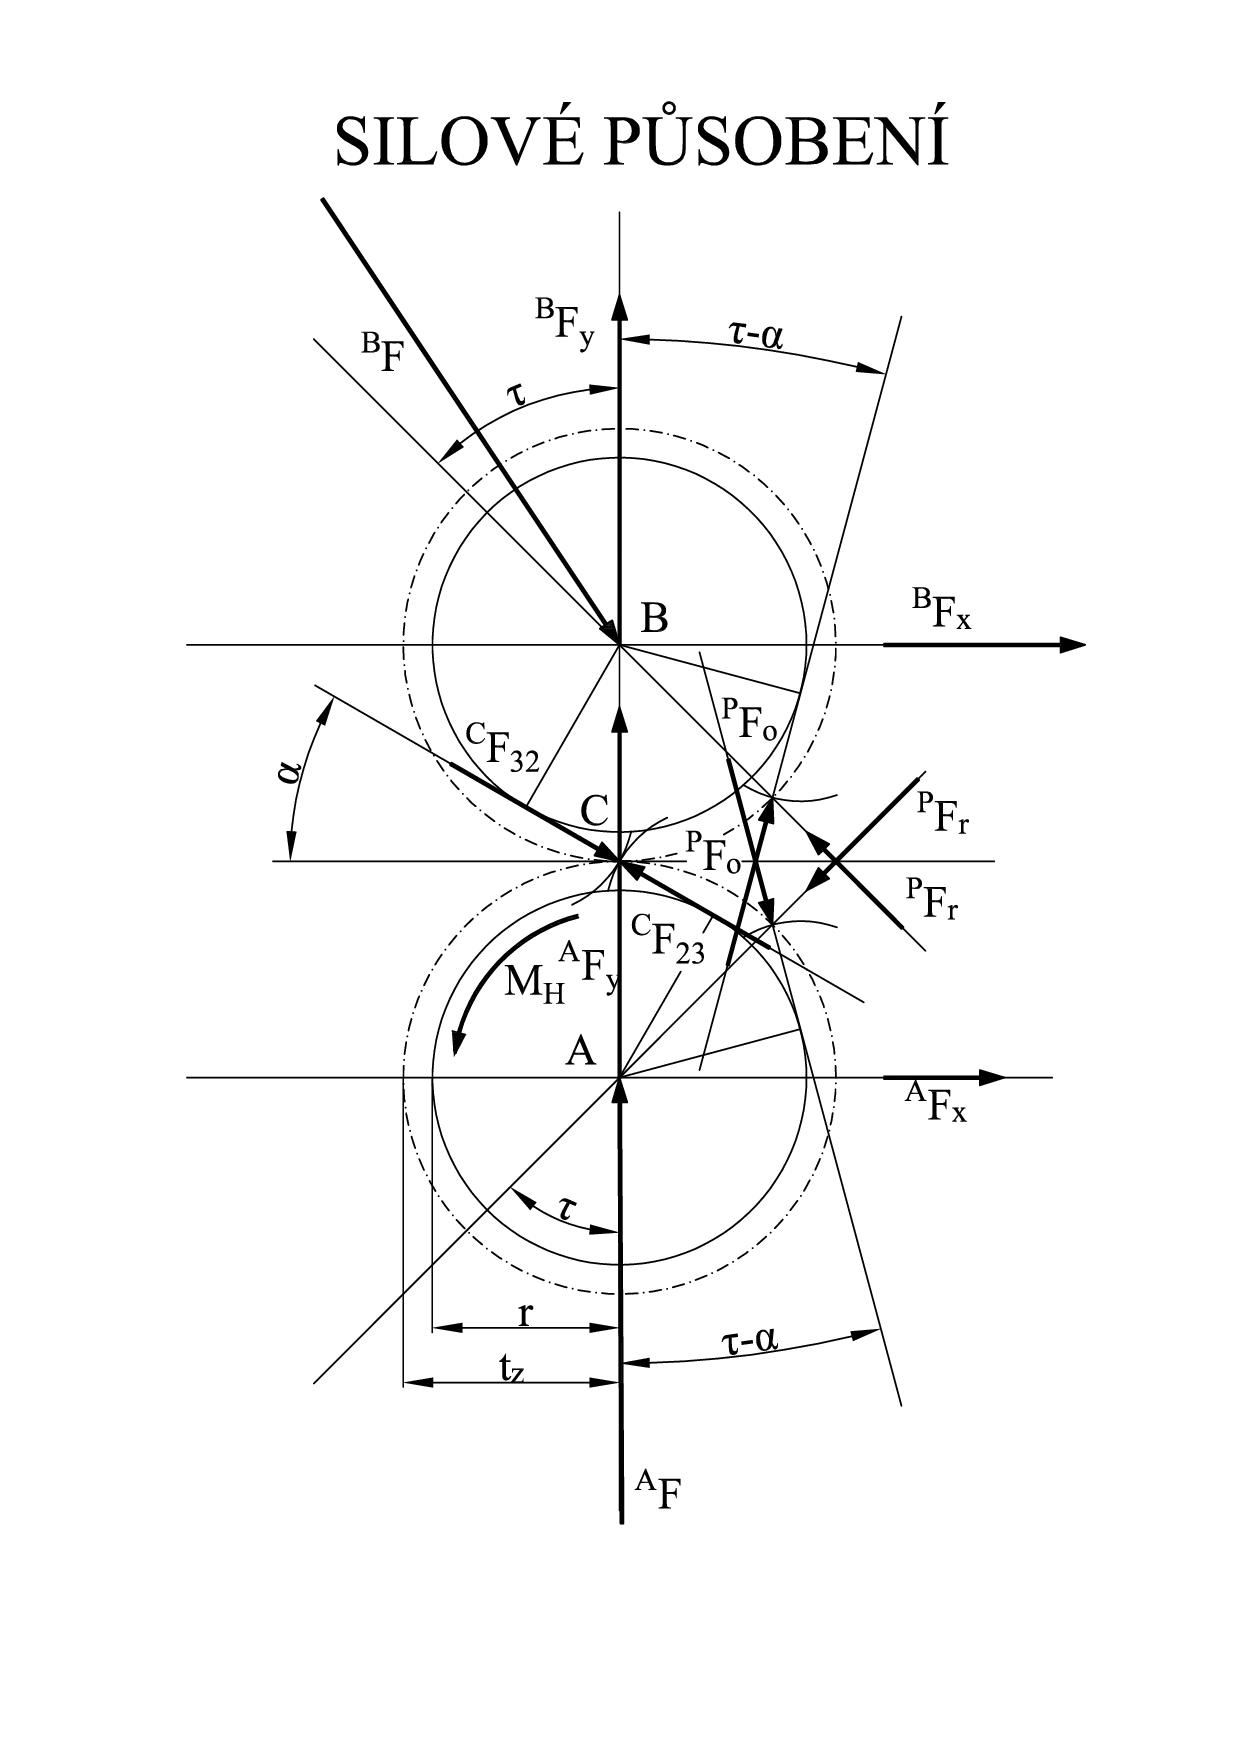 SILOVÉ PŮSOBENÍ
BFy
τ-α
BF
τ
BFx
B
PFo
CF32
α
C
PFr
PFo
PFr
CF23
AFy
MH
A
AFx
τ
r
τ-α
tz
AF